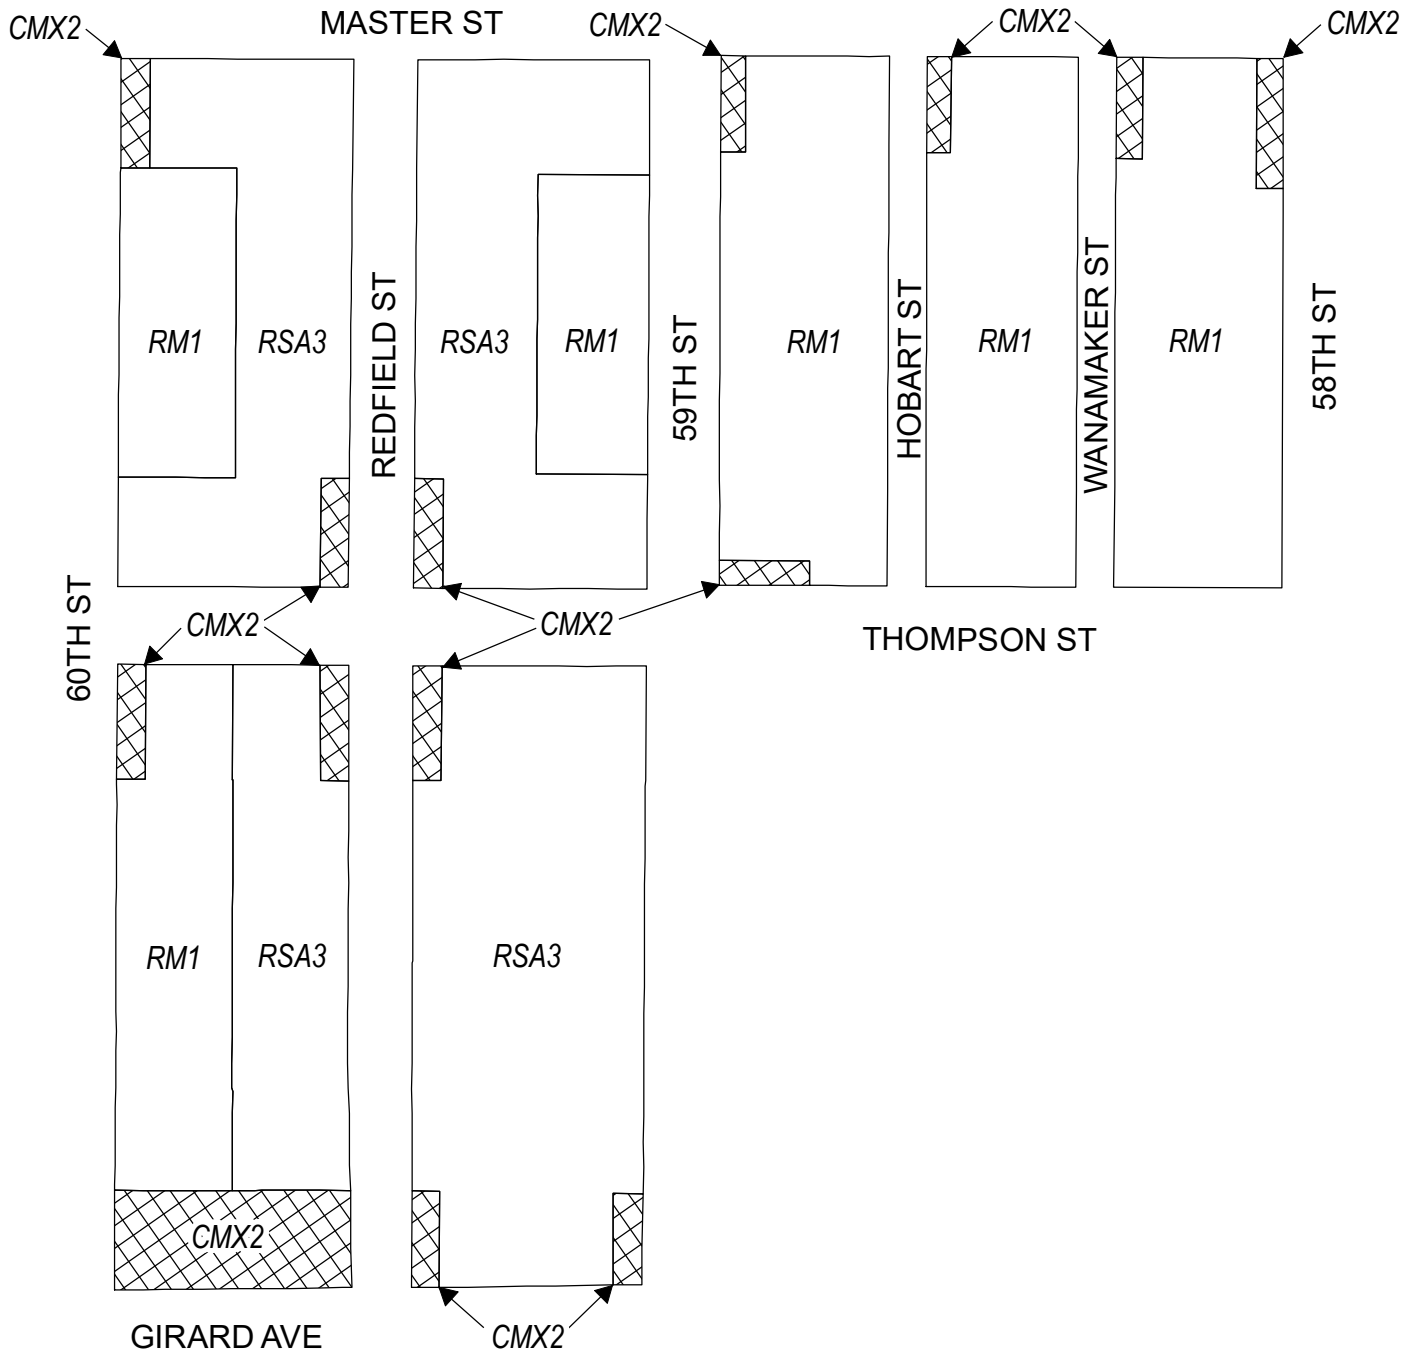 CMX2
MASTER ST
CMX2
CMX2
CMX2
RM1
RSA3
REDFIELD ST
RSA3
RM1
59TH ST
RM1
HOBART ST
RM1
WANAMAKER ST
RM1
58TH ST
60TH ST
CMX2
CMX2
THOMPSON ST
RM1
RSA3
RSA3
CMX2
GIRARD AVE
CMX2